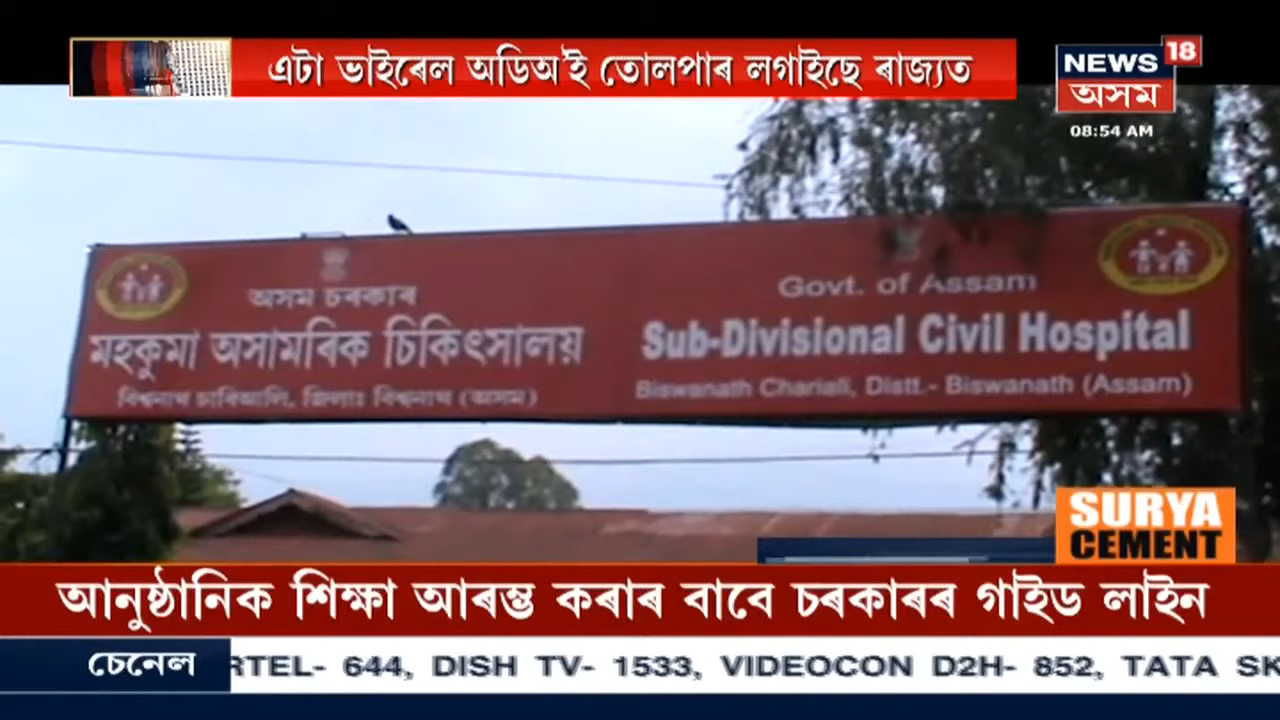 এটা ভাইৰেল অডিঅ'ই তোলপাৰ লগাইছে ৰাজ্যত
NEWS 18
অসম
08:54 AM
অসম চৰকাৰ
মহকুমা অসামৰিক চিকিৎসালয়
বিশ্বনাথ চাৰিআলি, জিলাঃ বিশ্বনাথ (অসম)
Govt. of Assam
Sub-Divisional Civil Hospital
Biswanath Chariali, Distt.- Biswanath (Assam)
SURYA
CEMENT
আনুষ্ঠানিক শিক্ষা আৰম্ভ কৰাৰ বাবে চৰকাৰৰ গাইড লাইন
চেনেল RTEL- 644, DISH TV- 1533, VIDEOCON D2H- 852, TATA SK